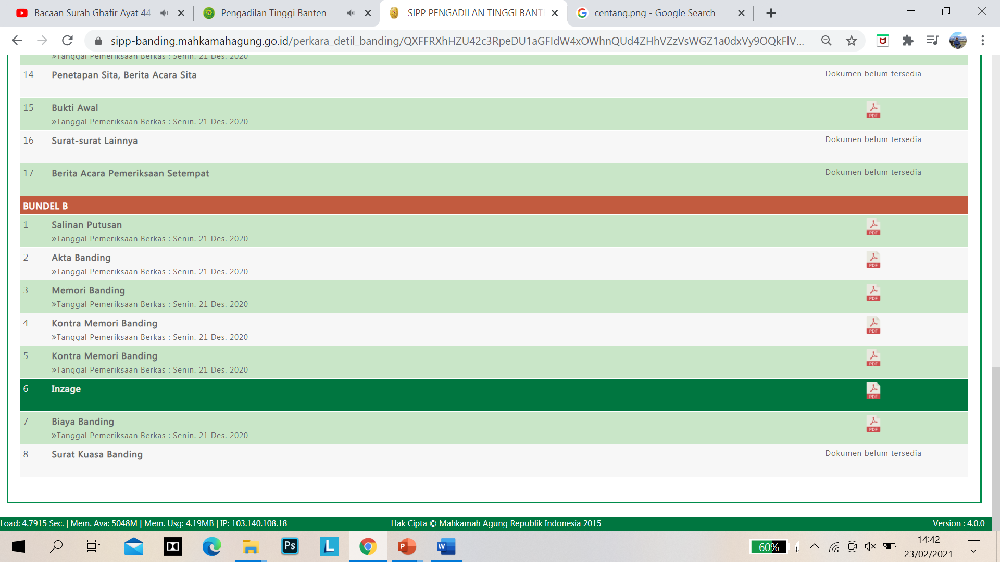 Bacaan Surah Ghafir Ayat 44
Pengadilan Tinggi Banten
SIPP PENGADILAN TINGGI BANT
centang.png - Google Search
sipp-banding.mahkamahagung.go.id/perkara_detil_banding/QXFFRXhHZU42c3RpeDU1aGFIdW4xOWhnQUd4ZHhVZzVsWGZ1a0dxVy9OQkFlV...
»Tanggal Pemeriksaan Berkas : Senin. 21 Des. 2020
14 Penetapan Sita, Berita Acara Sita Dokumen belum tersedia
15 Bukti Awal
»Tanggal Pemeriksaan Berkas : Senin. 21 Des. 2020
PDF
16 Surat-surat Lainnya Dokumen belum tersedia
17 Berita Acara Pemeriksaan Setempat Dokumen belum tersedia
BUNDEL B
1 Salinan Putusan
»Tanggal Pemeriksaan Berkas : Senin. 21 Des. 2020
PDF
2 Akta Banding
»Tanggal Pemeriksaan Berkas : Senin. 21 Des. 2020
PDF
3 Memori Banding
»Tanggal Pemeriksaan Berkas : Senin. 21 Des. 2020
PDF
4 Kontra Memori Banding
»Tanggal Pemeriksaan Berkas : Senin. 21 Des. 2020
PDF
5 Kontra Memori Banding
»Tanggal Pemeriksaan Berkas : Senin. 21 Des. 2020
PDF
6 Inzage
PDF
7 Biaya Banding
»Tanggal Pemeriksaan Berkas : Senin. 21 Des. 2020
PDF
8 Surat Kuasa Banding Dokumen belum tersedia
Load: 4.7915 Sec. | Mem. Ava: 5048M | Mem. Usg: 4.19MB | IP: 103.140.108.18
Hak Cipta © Mahkamah Agung Republik Indonesia 2015
Version : 4.0.0
Ps
L
P
W
60%
14:42
23/02/2021